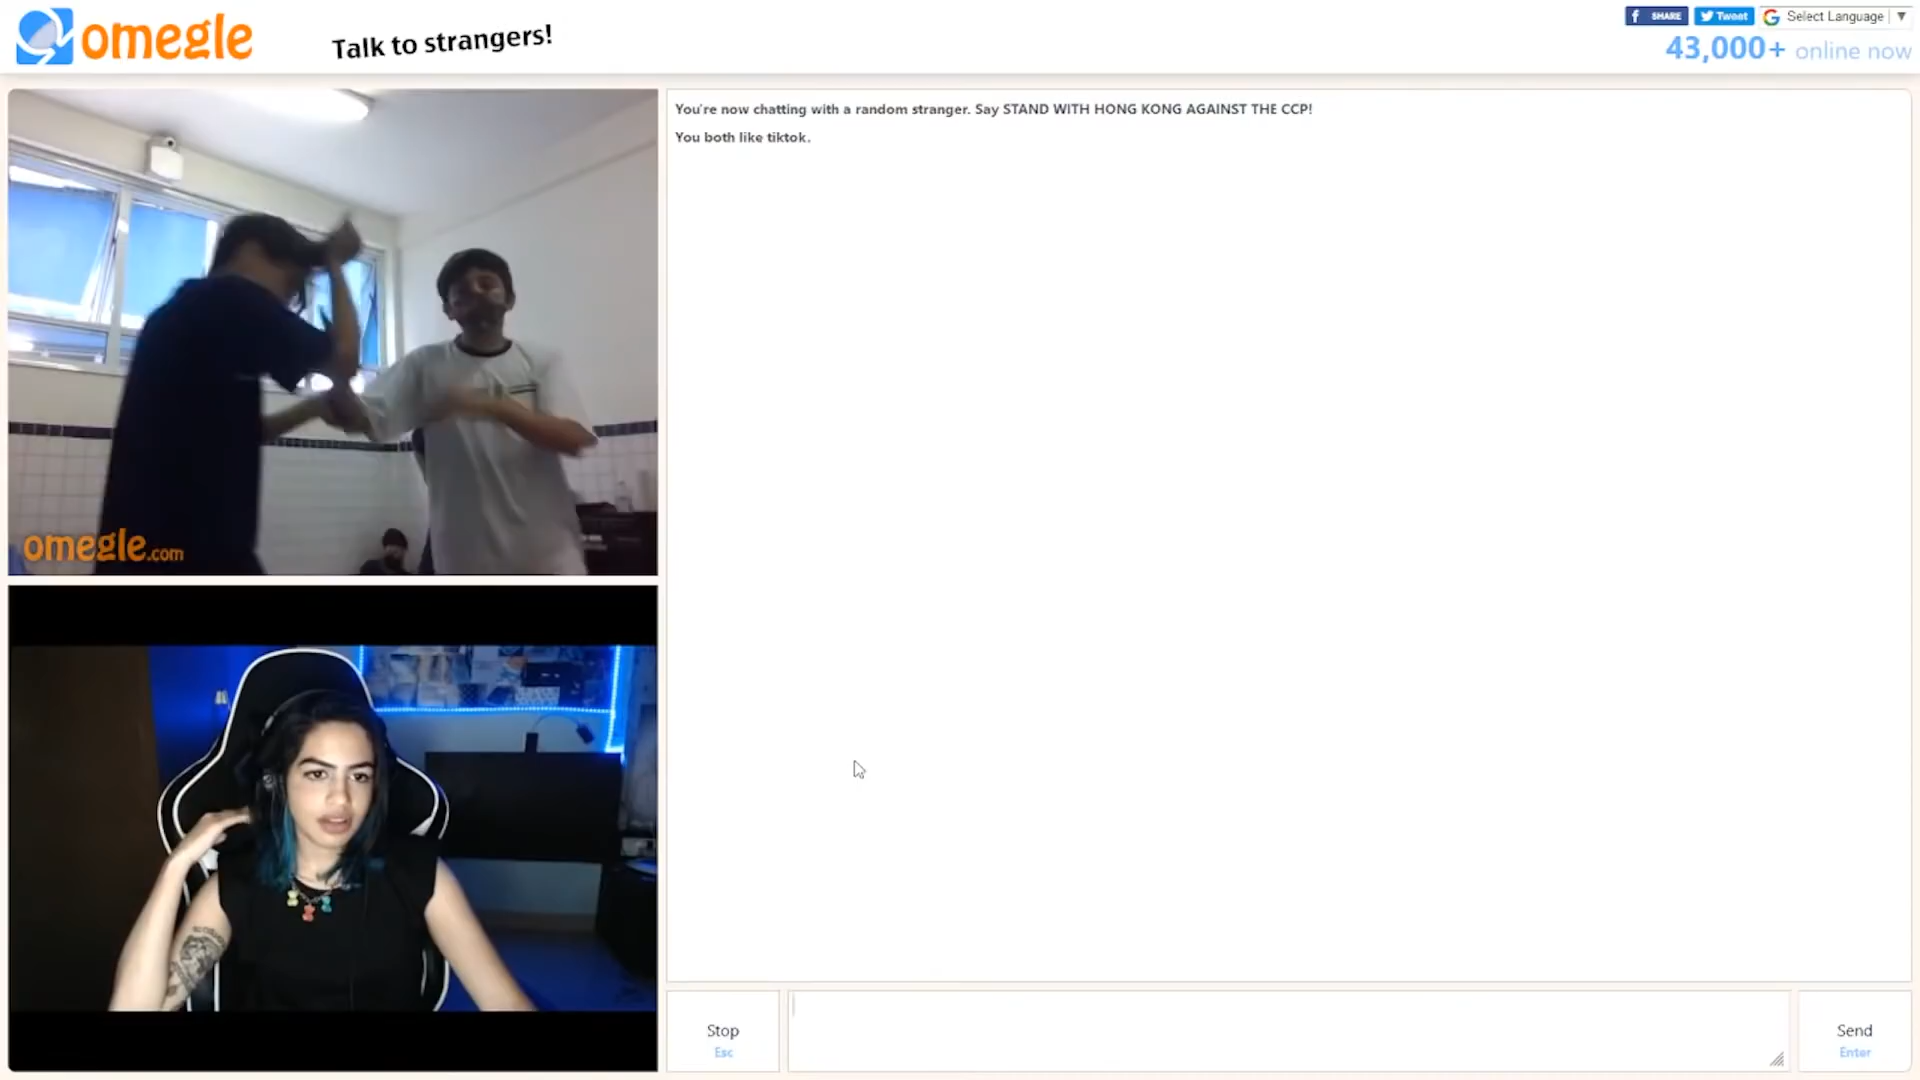 omegle
Talk to strangers!
SHARE
Tweet
Select Language
43,000+ online now
You're now chatting with a random stranger. Say STAND WITH HONG KONG AGAINST THE CCP!
You both like tiktok.
omegle.com
Stop
Esc
Send
Enter